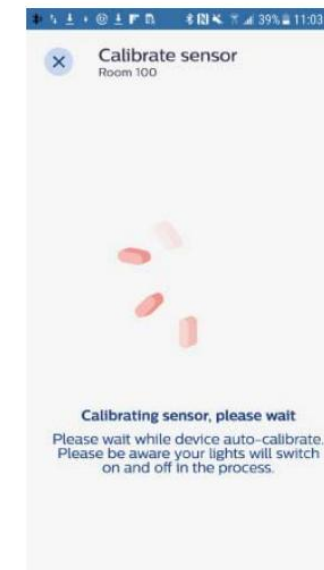 39% 11:03
Calibrate sensor
Room 100
Calibrating sensor, please wait
Please wait while device auto-calibrate.
Please be aware your lights will switch
on and off in the process.